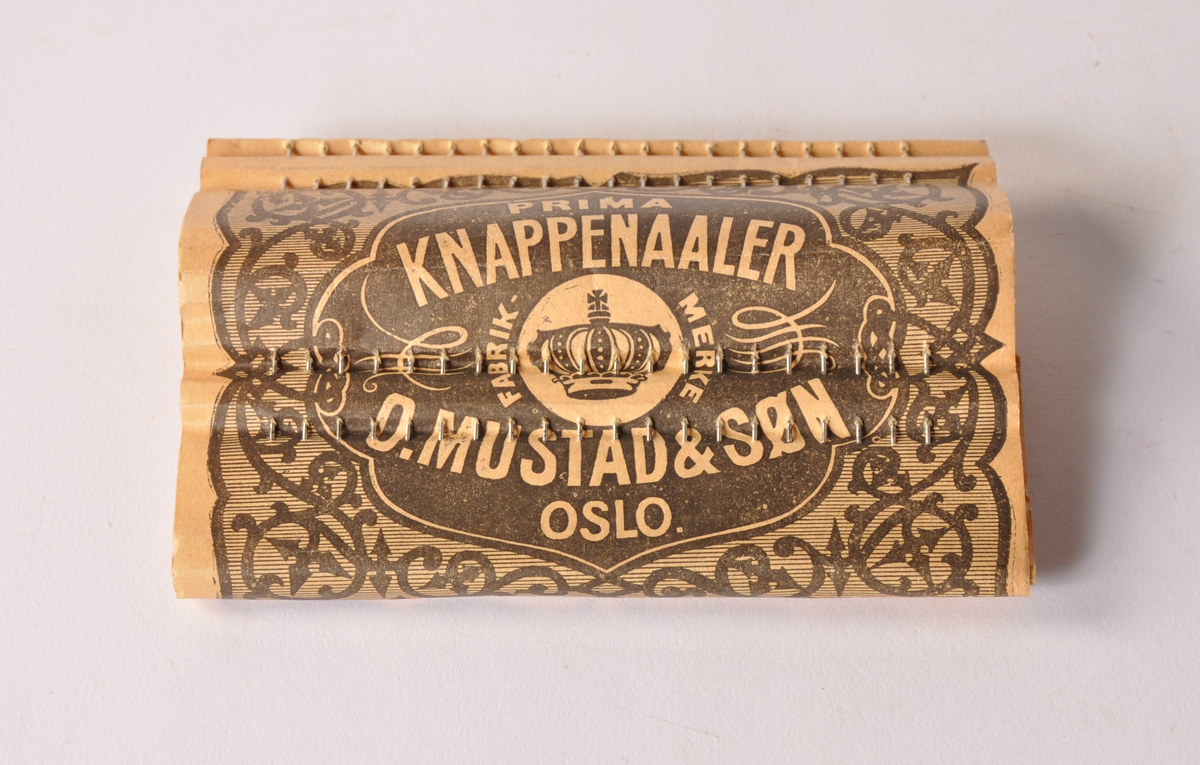 PRIMA
KNAPPENAALER
FABRIK-
MERKE
O. MUSTAD & SØN
OSLO.